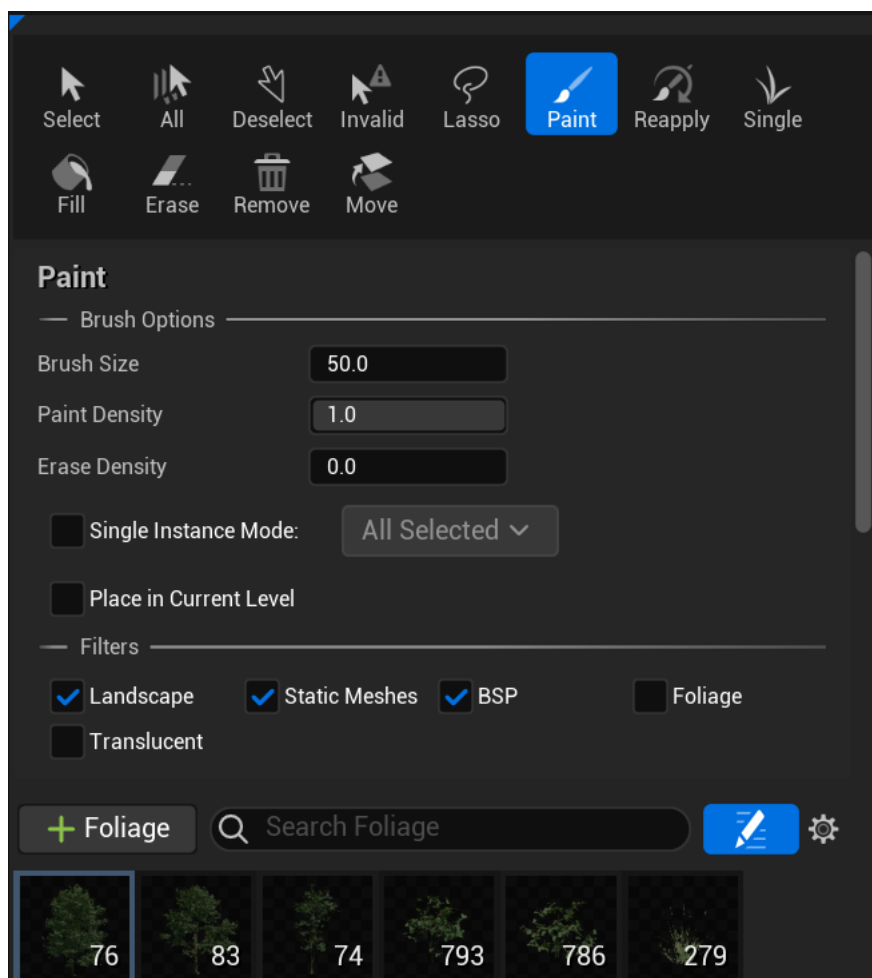 Select All Deselect Invalid Lasso Paint Reapply Single
Fill Erase Remove Move
Paint
Brush Options
Brush Size 50.0
Paint Density 1.0
Erase Density 0.0
Single Instance Mode: All Selected
Place in Current Level
Filters
Landscape Static Meshes BSP Foliage
Translucent
+ Foliage Search Foliage
76 83 74 793 786 279